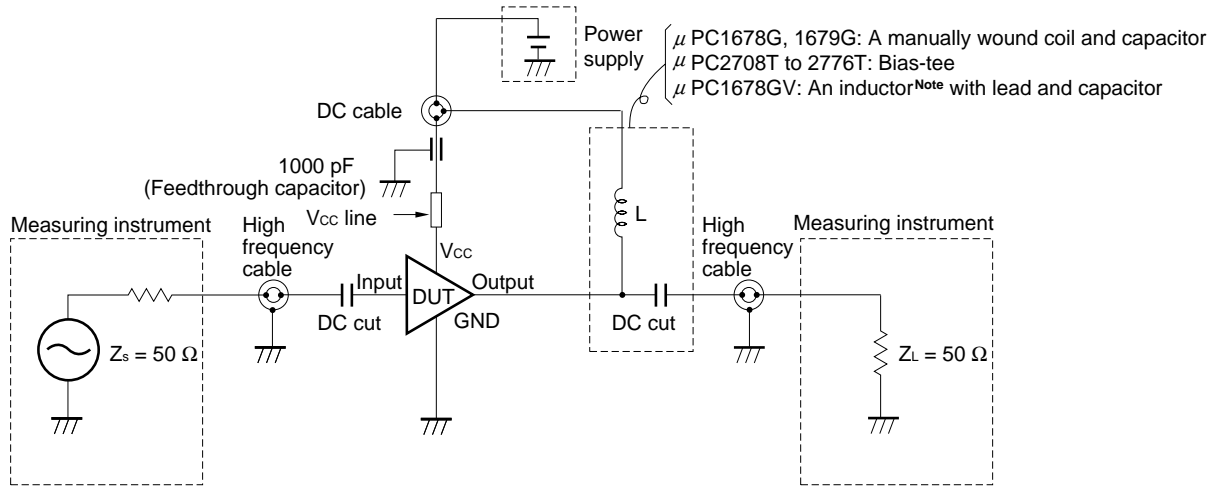 Power
supply
μ PC1678G, 1679G: A manually wound coil and capacitor
μ PC2708T to 2776T: Bias-tee
μ PC1678GV: An inductorNote with lead and capacitor
DC cable
1000 pF
(Feedthrough capacitor)
VCC line
L
Measuring instrument
High
frequency
cable
VCC
Input
DUT
Output
GND
DC cut
Zs = 50 Ω
High
frequency
cable
DC cut
Measuring instrument
ZL = 50 Ω